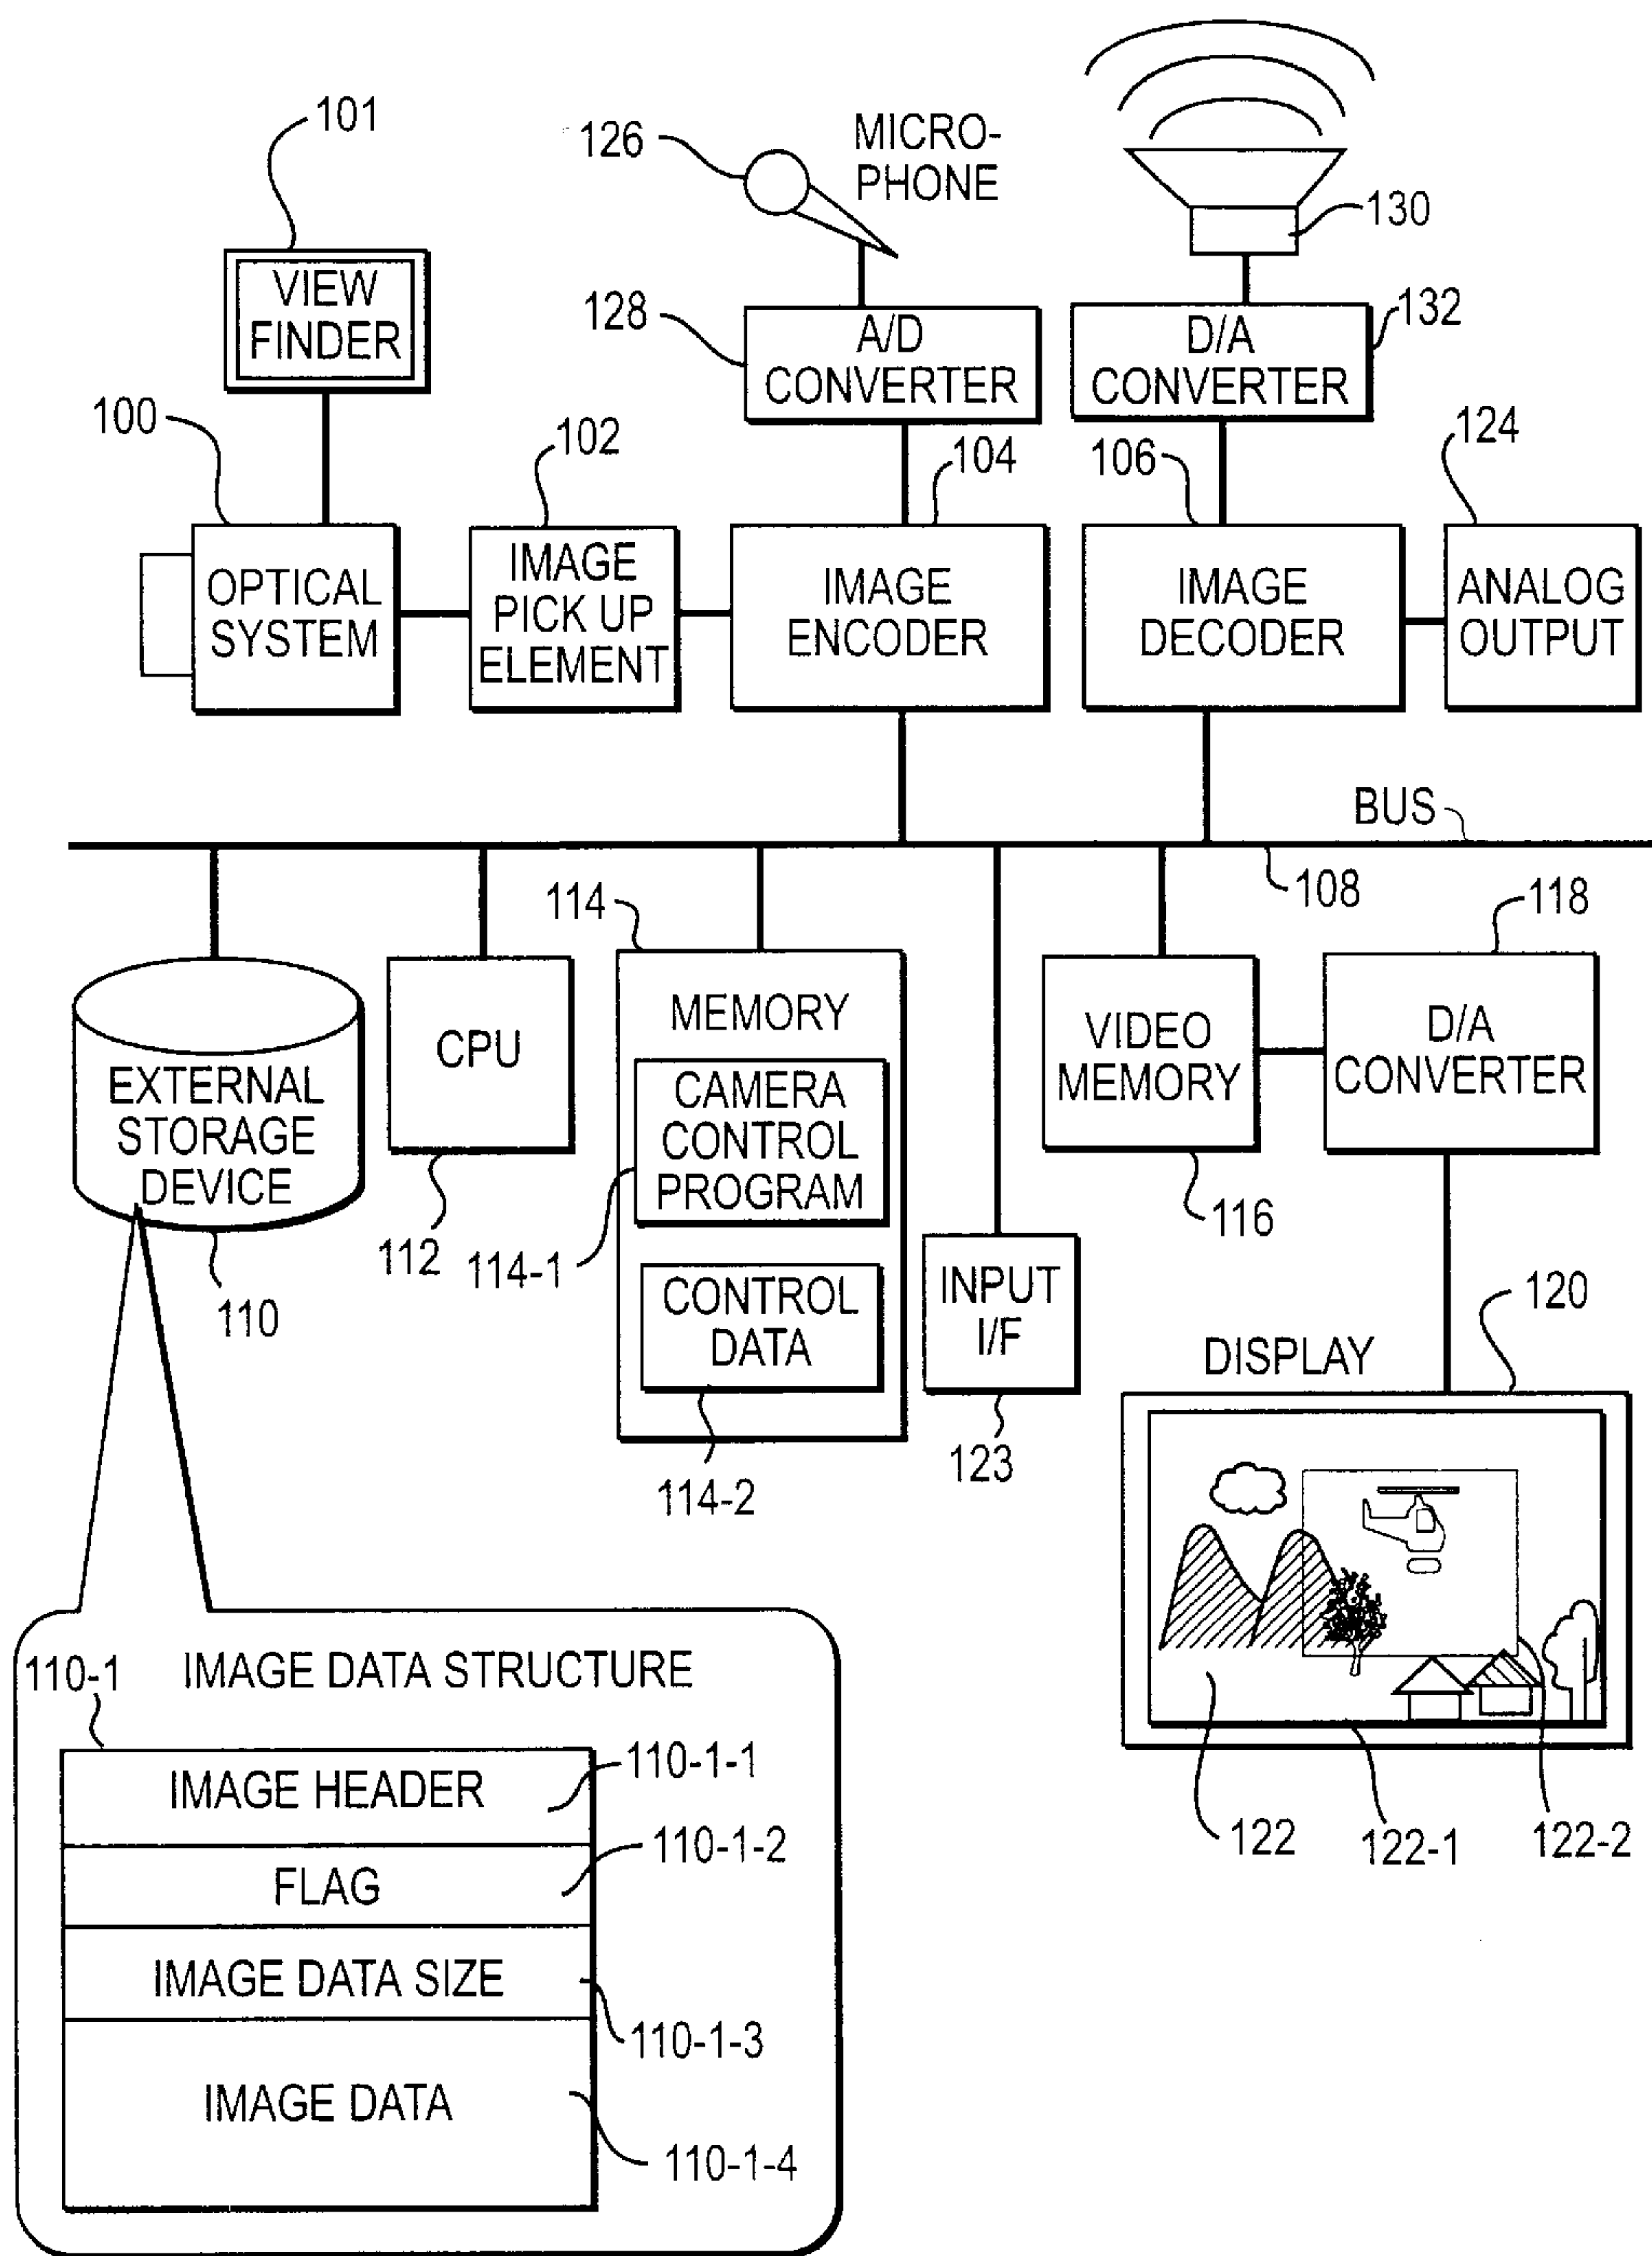 101
126
MICRO-
PHONE
130
VIEW
FINDER
128
A/D
CONVERTER
D/A
CONVERTER
132
100
102
104
106
124
OPTICAL
SYSTEM
IMAGE
PICK UP
ELEMENT
IMAGE
ENCODER
IMAGE
DECODER
ANALOG
OUTPUT
BUS
108
114
118
EXTERNAL
STORAGE
DEVICE
CPU
MEMORY
CAMERA
CONTROL
PROGRAM
VIDEO
MEMORY
D/A
CONVERTER
110
112
114-1
116
CONTROL
DATA
INPUT
I/F
120
DISPLAY
114-2
123
110-1
IMAGE DATA STRUCTURE
IMAGE HEADER
110-1-1
FLAG
110-1-2
IMAGE DATA SIZE
110-1-3
IMAGE DATA
110-1-4
122
122-1
122-2